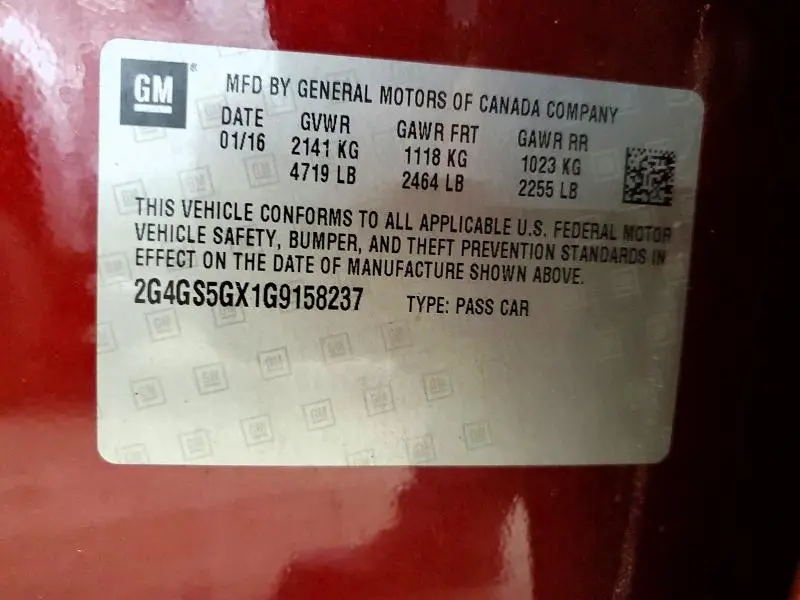 GM®
MFD BY GENERAL MOTORS OF CANADA COMPANY
DATE GVWR GAWR FRT GAWR RR
01/16 2141 KG 1118 KG 1023 KG
4719 LB 2464 LB 2255 LB
THIS VEHICLE CONFORMS TO ALL APPLICABLE U.S. FEDERAL MOTOR
VEHICLE SAFETY, BUMPER, AND THEFT PREVENTION STANDARDS IN
EFFECT ON THE DATE OF MANUFACTURE SHOWN ABOVE.
2G4GS5GX1G9158237 TYPE: PASS CAR